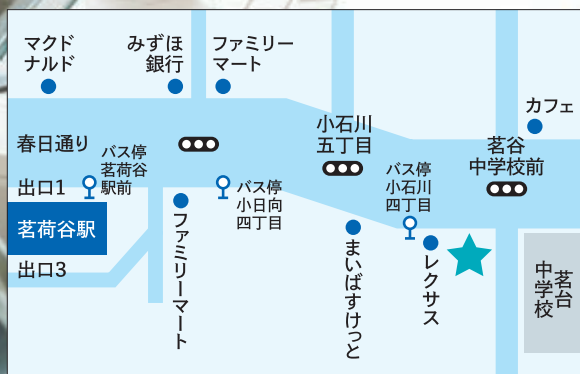 マクド
ナルド
みずほ
銀行
ファミリー
マート
カフェ
小石川
五丁目
茗谷
中学校前
春日通り
バス停
茗荷谷
駅前
バス停
小石川
四丁目
出口1
バス停
小日向
四丁目
茗荷谷駅
出口3
ファミリーマート
まいばすけっと
レクサス
茗台
中学校